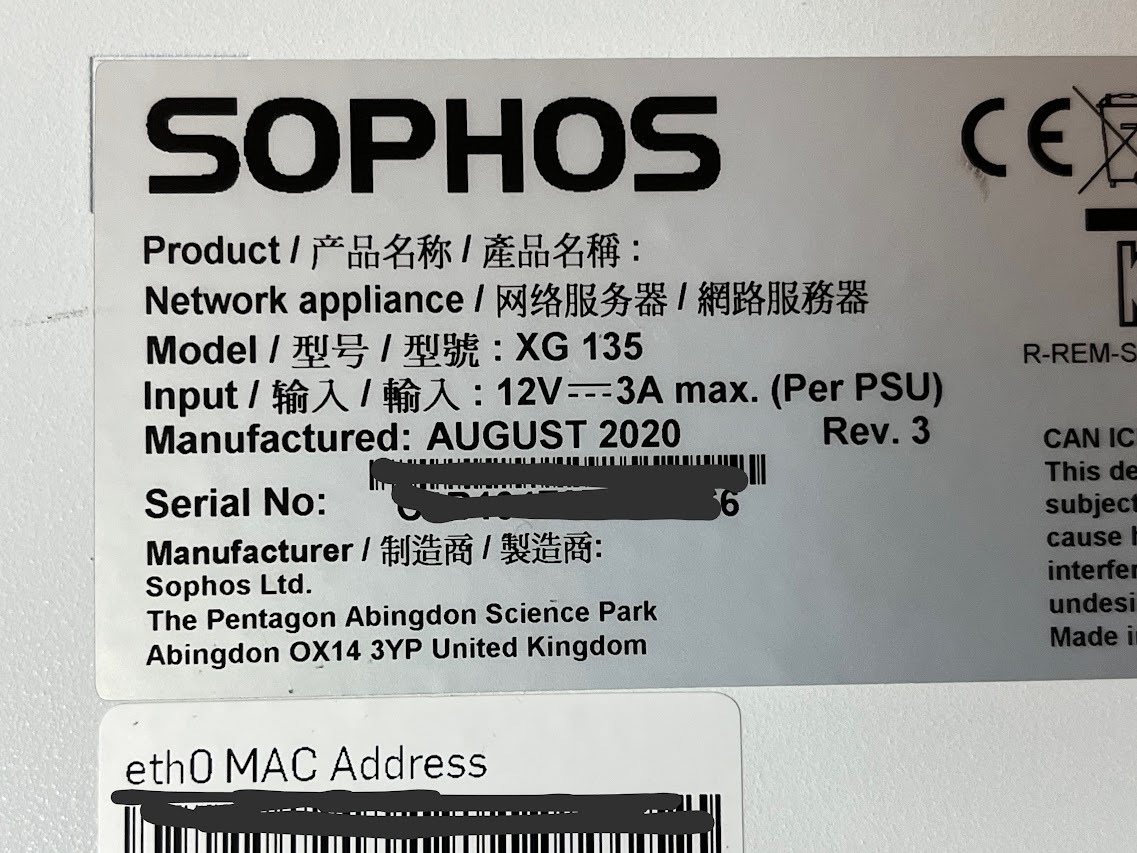 SOPHOS
CE
Product / 产品名称 / 產品名稱 :
Network appliance / 网络服务器 / 網路服務器
Model / 型号 / 型號 : XG 135
Input / 输入 / 輸入 : 12V⎓3A max. (Per PSU)
Manufactured: AUGUST 2020 Rev. 3
Serial No:
Manufacturer / 制造商 / 製造商:
Sophos Ltd.
The Pentagon Abingdon Science Park
Abingdon OX14 3YP United Kingdom
R-REM-S
CAN IC
This de
subject
cause h
interfer
undesi
Made i
eth0 MAC Address